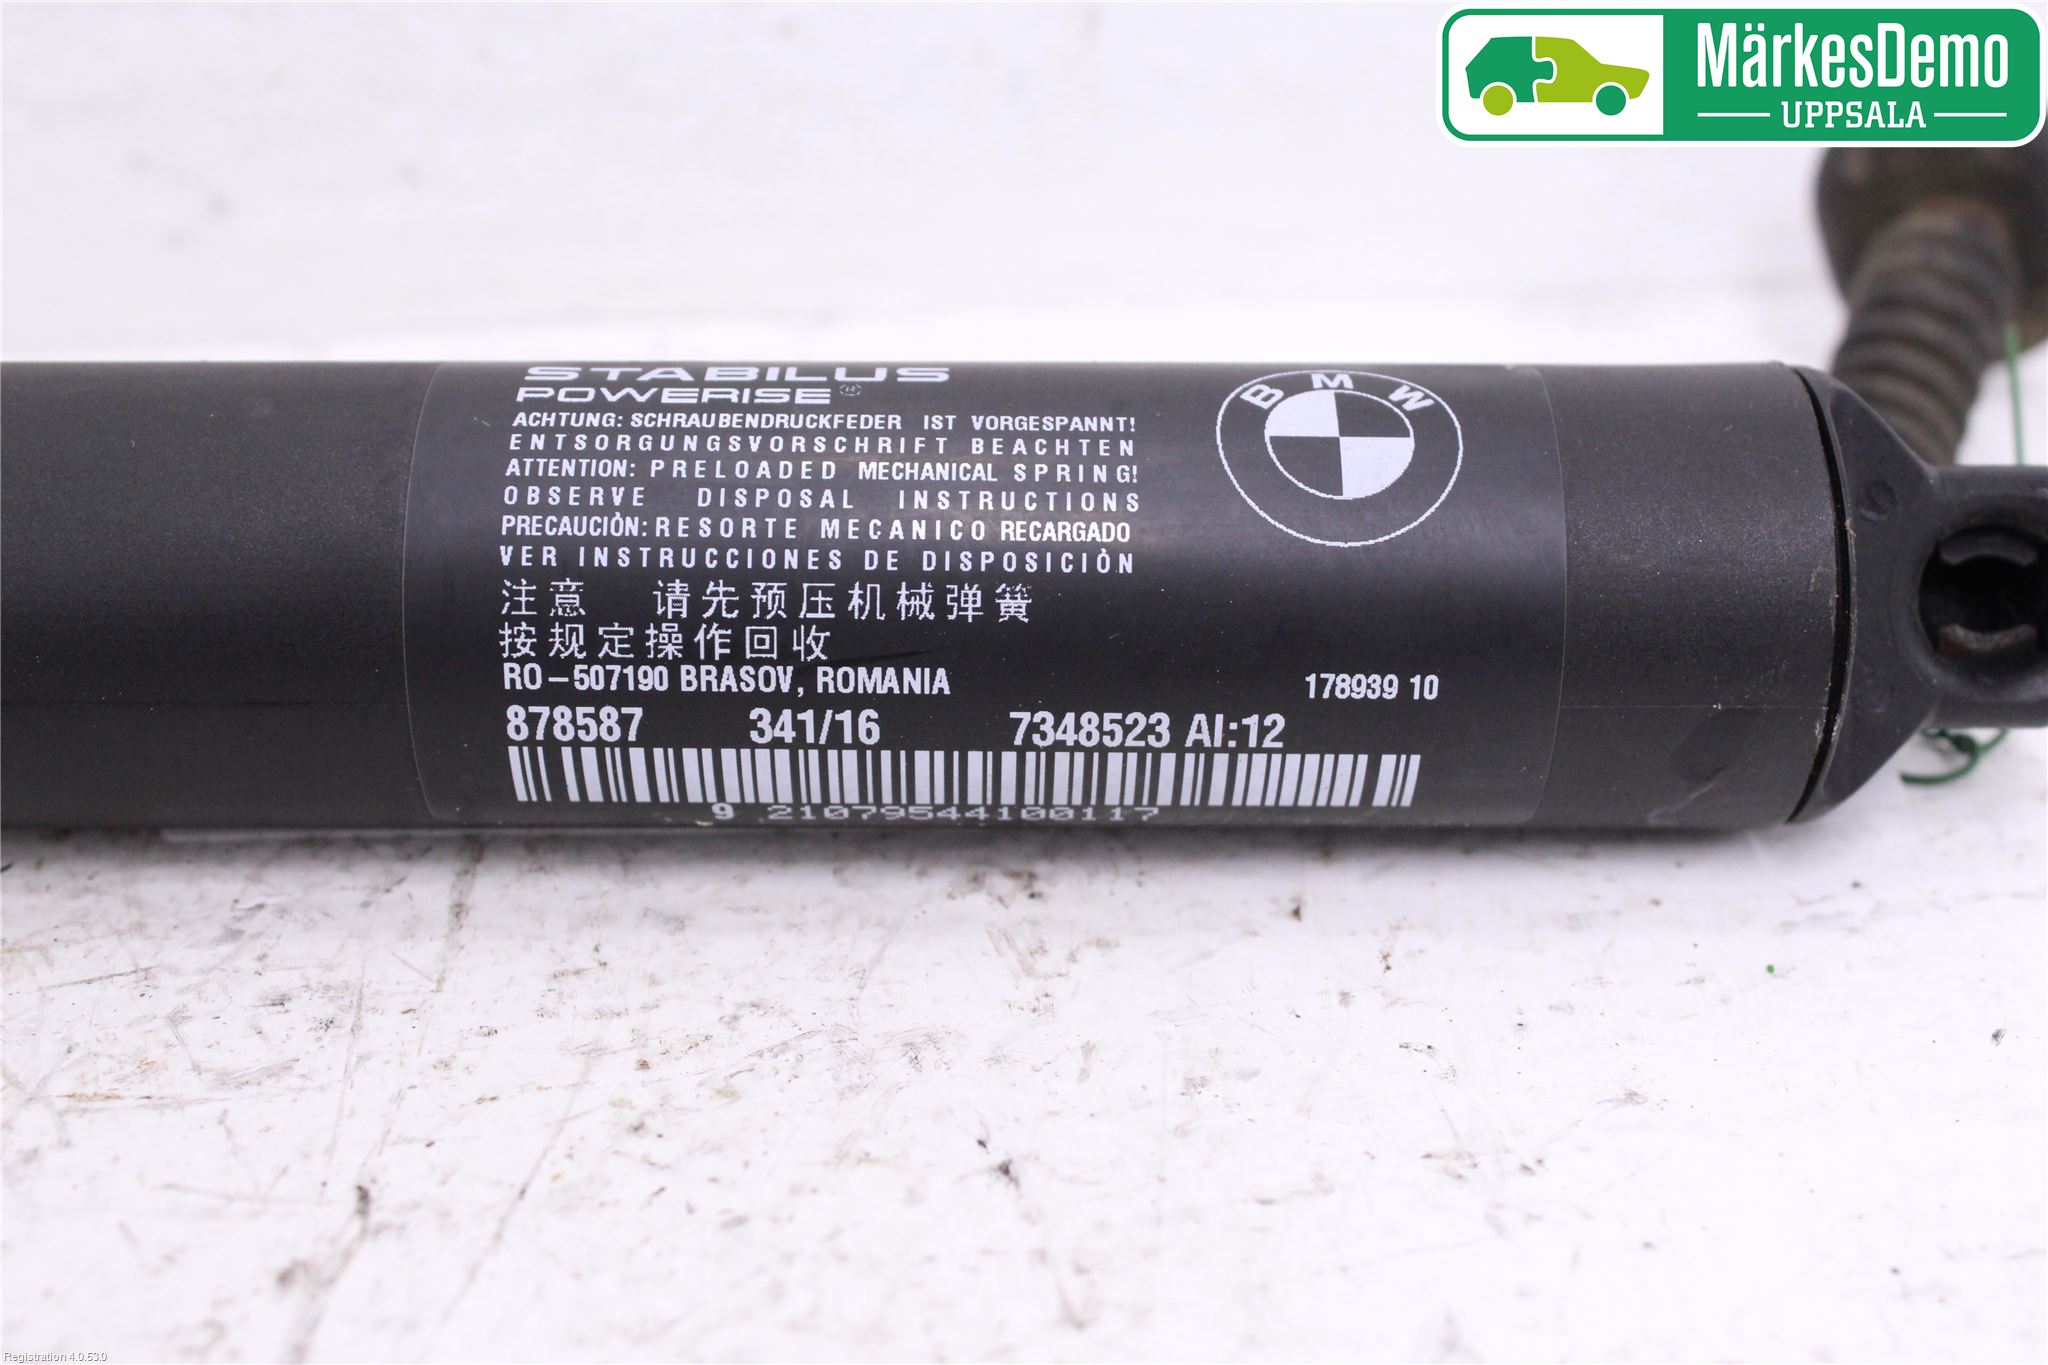 MärkesDemo
UPPSALA
STABILUS
POWERISE®
BMW
ACHTUNG: SCHRAUBENDRUCKFEDER IST VORGESPANNT!
ENTSORGUNGSVORSCHRIFT BEACHTEN
ATTENTION: PRELOADED MECHANICAL SPRING!
OBSERVE DISPOSAL INSTRUCTIONS
PRECAUCIÒN: RESORTE MECANICO RECARGADO
VER INSTRUCCIONES DE DISPOSICIÒN
注意 请先预压机械弹簧
按规定操作回收
RO-507190 BRASOV, ROMANIA 178939 10
878587 341/16 7348523 AI:12
9 21079544100117
Registration 4.0.53.0